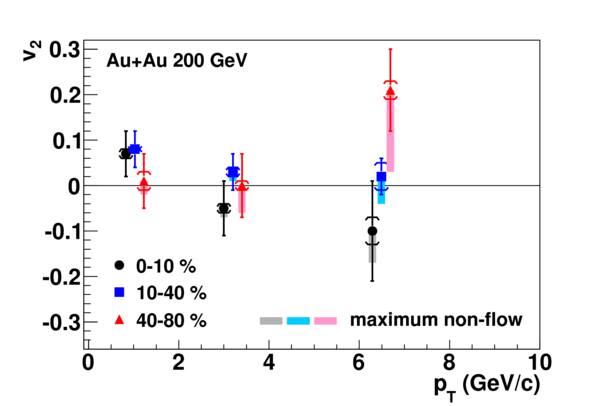 v2
0.3
Au+Au 200 GeV
0.2
0.1
0
-0.1
-0.2
-0.3
0-10 %
10-40 %
40-80 %
maximum non-flow
0 2 4 6 8 10
pT (GeV/c)